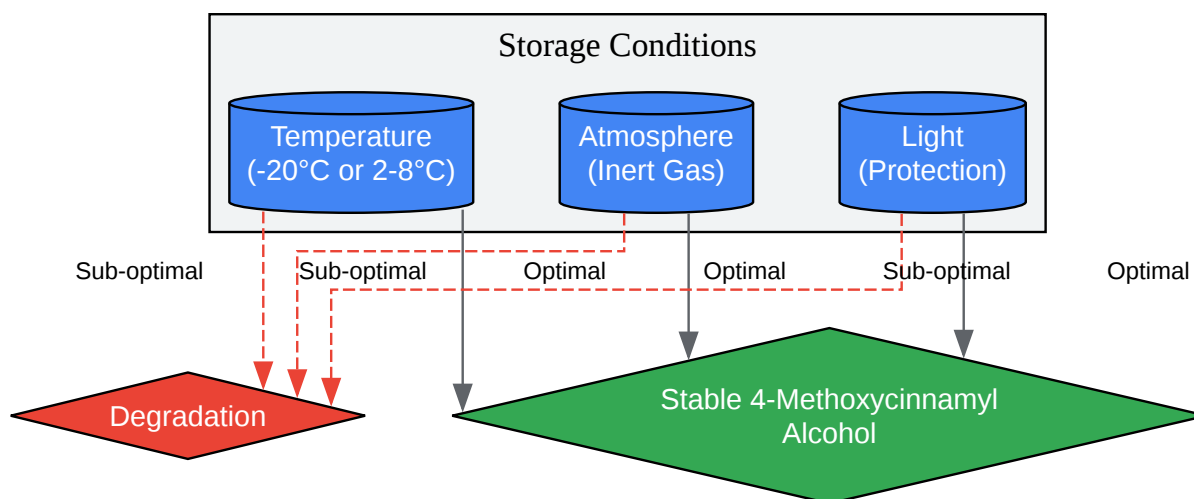 Storage Conditions
Temperature
(-20°C or 2-8°C)
Atmosphere
(Inert Gas)
Light
(Protection)
Sub-optimal
Sub-optimal
Optimal
Optimal
Sub-optimal
Optimal
Degradation
Stable 4-Methoxycinnamyl
Alcohol